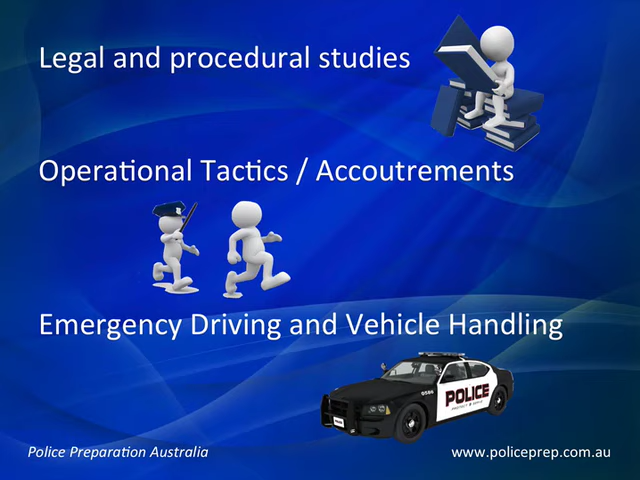 Legal and procedural studies
Operational Tactics / Accoutrements
Emergency Driving and Vehicle Handling
POLICE
Police Preparation Australia
www.policeprep.com.au